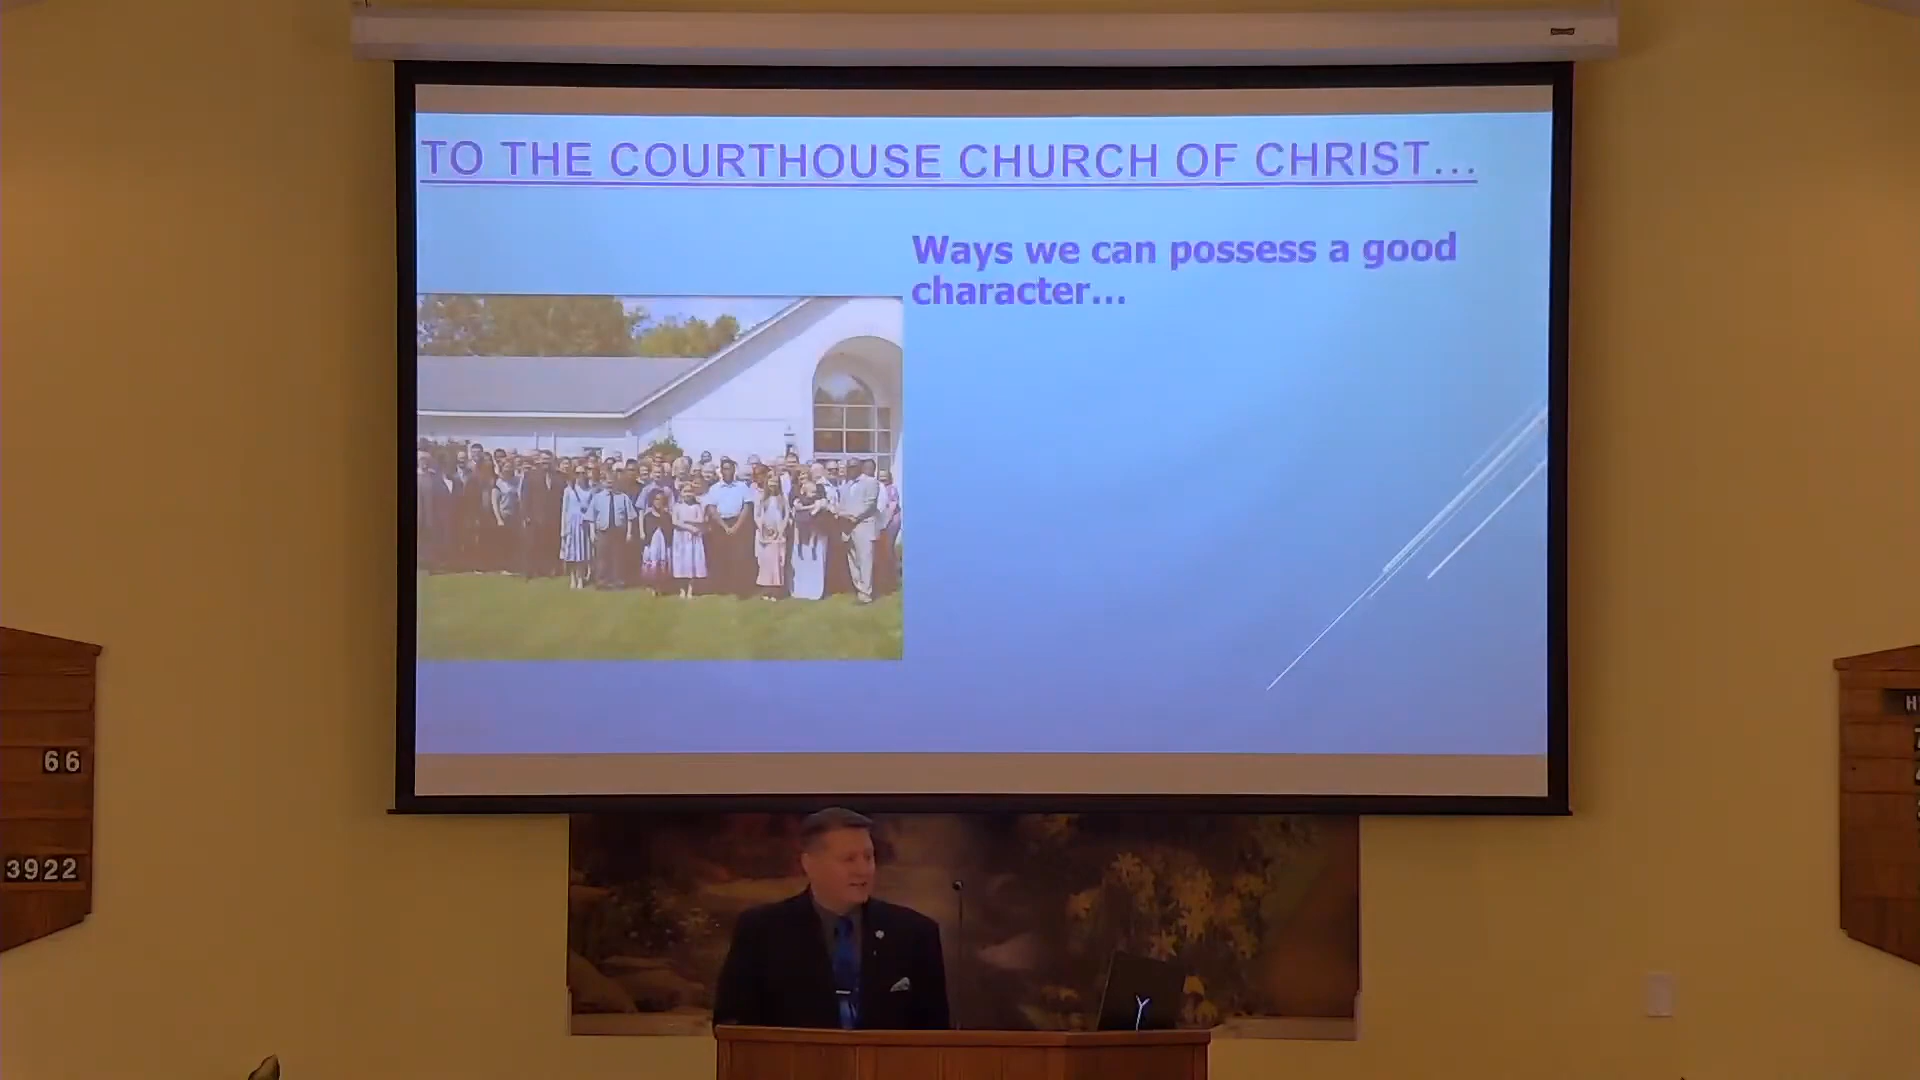 TO THE COURTHOUSE CHURCH OF CHRIST...
Ways we can possess a good
character...
66
3922
H